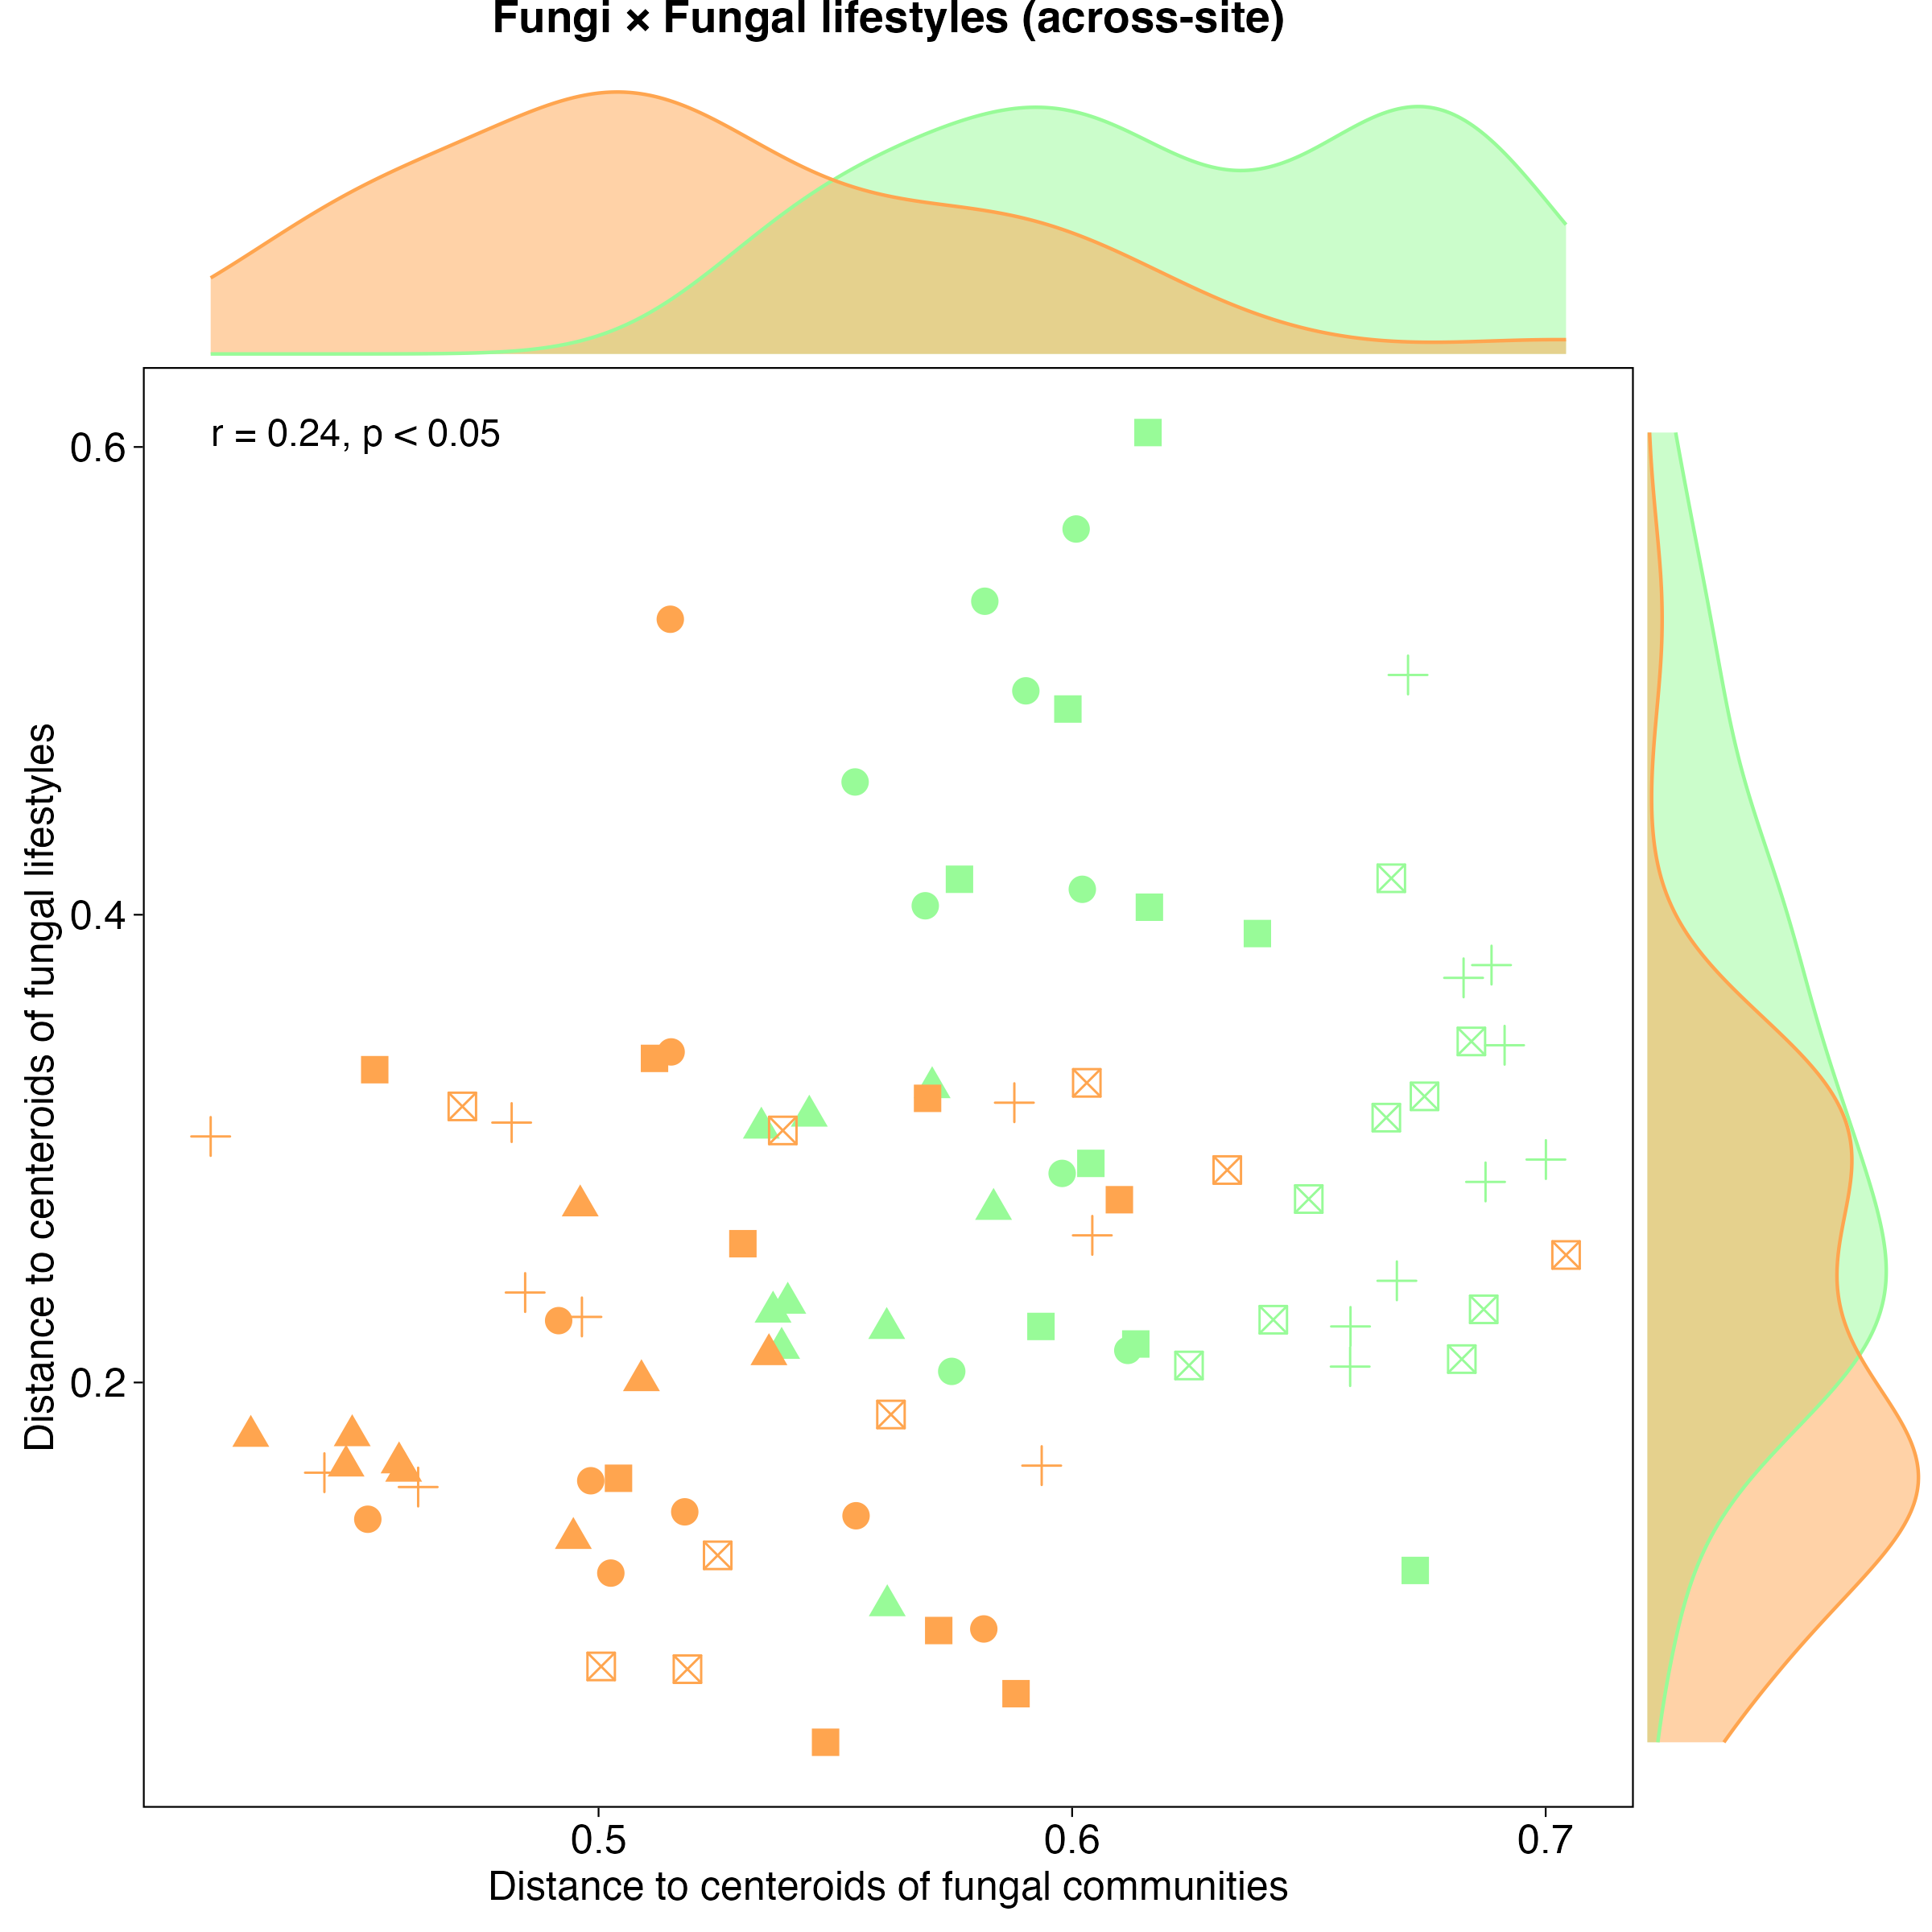 Fungi × Fungal lifestyles (across-site)
r = 0.24, p < 0.05
0.6
0.4
0.2
Distance to centeroids of fungal lifestyles
0.5
0.6
0.7
Distance to centeroids of fungal communities